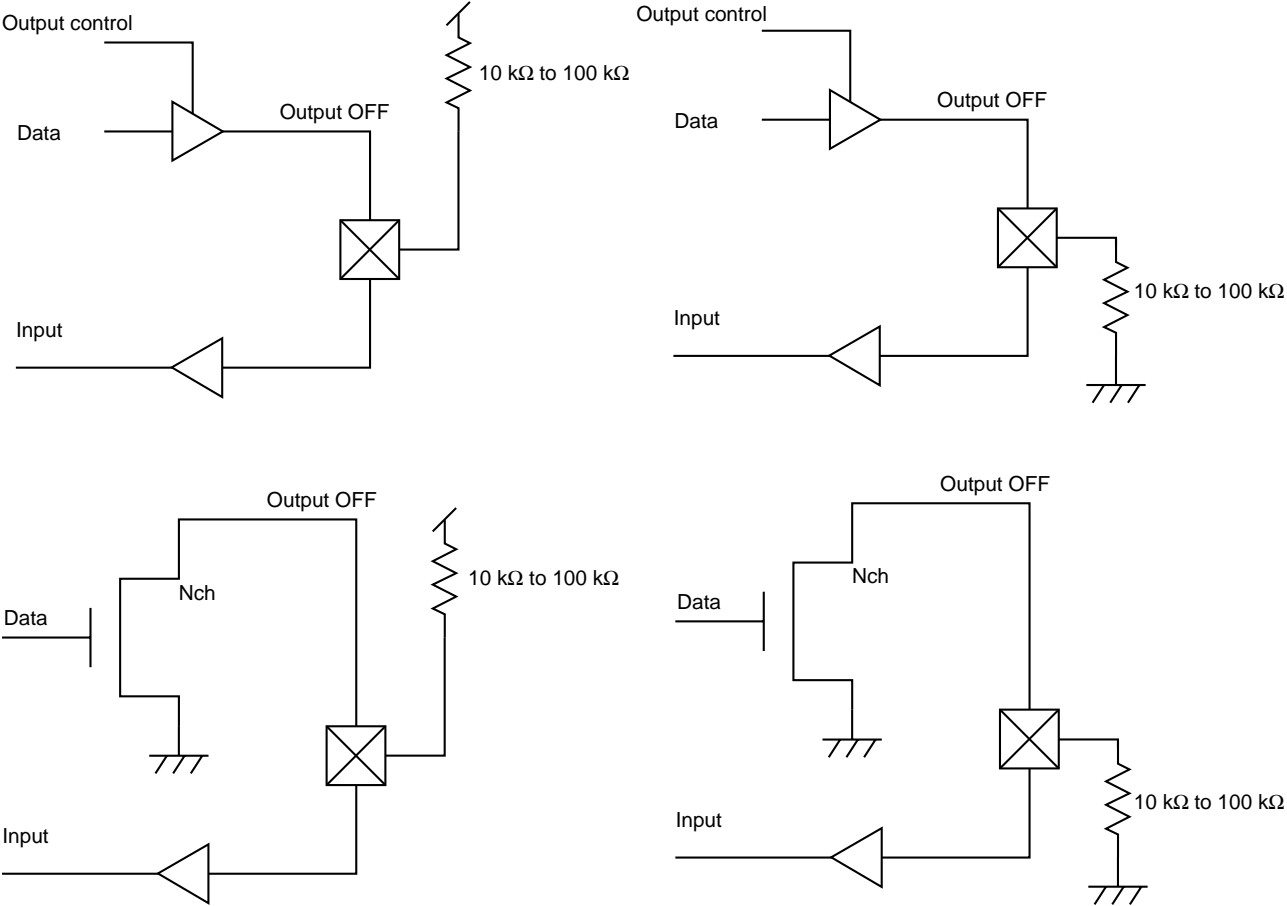 Output control
10 kΩ to 100 kΩ
Output OFF
Data
Input
Output control
Output OFF
Data
10 kΩ to 100 kΩ
Input
Output OFF
10 kΩ to 100 kΩ
Nch
Data
Input
Output OFF
Nch
Data
10 kΩ to 100 kΩ
Input